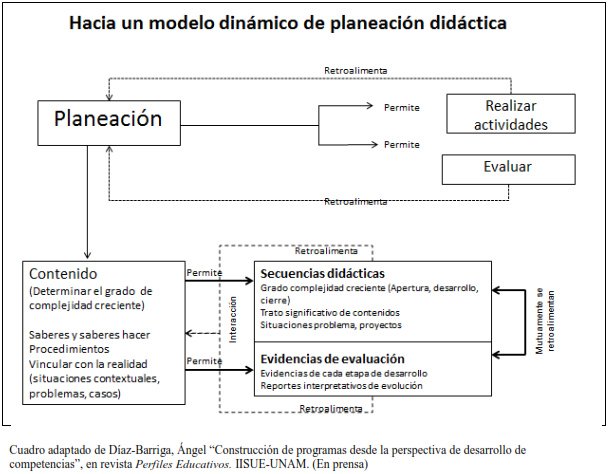 Hacia un modelo dinámico de planeación didáctica
Retroalimenta
Planeación
Permite
Realizar
actividades
Permite
Evaluar
Retroalimenta
Retroalimenta
Contenido
(Determinar el grado de
complejidad creciente)
Saberes y saberes hacer
Procedimientos
Vincular con la realidad
(situaciones contextuales,
problemas, casos)
Permite
Interacción
Permite
Secuencias didácticas
Grado complejidad creciente (Apertura, desarrollo,
cierre)
Trato significativo de contenidos
Situaciones problema, proyectos
Evidencias de evaluación
Evidencias de cada etapa de desarrollo
Reportes interpretativos de evolución
Mutuamente se
retroalimentan
Retroalimenta
Cuadro adaptado de Díaz-Barriga, Ángel “Construcción de programas desde la perspectiva de desarrollo de
competencias”, en revista Perfiles Educativos. IISUE-UNAM. (En prensa)